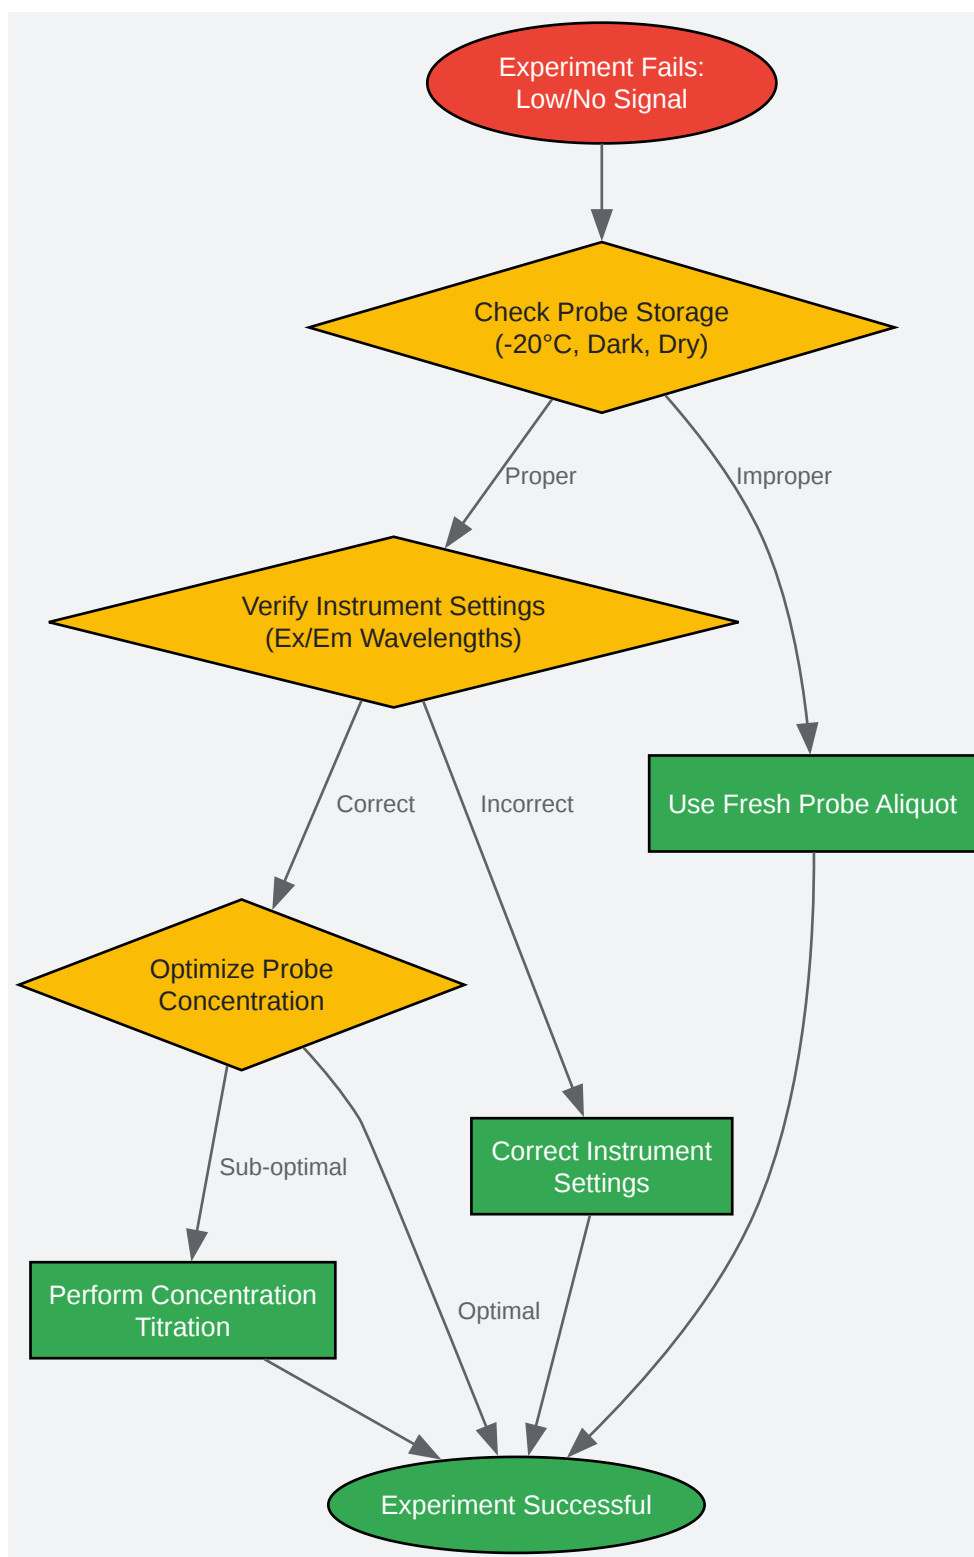 Experiment Fails:
Low/No Signal
Check Probe Storage
(-20°C, Dark, Dry)
Proper
Improper
Verify Instrument Settings
(Ex/Em Wavelengths)
Correct
Incorrect
Use Fresh Probe Aliquot
Optimize Probe
Concentration
Sub-optimal
Correct Instrument
Settings
Perform Concentration
Titration
Optimal
Experiment Successful